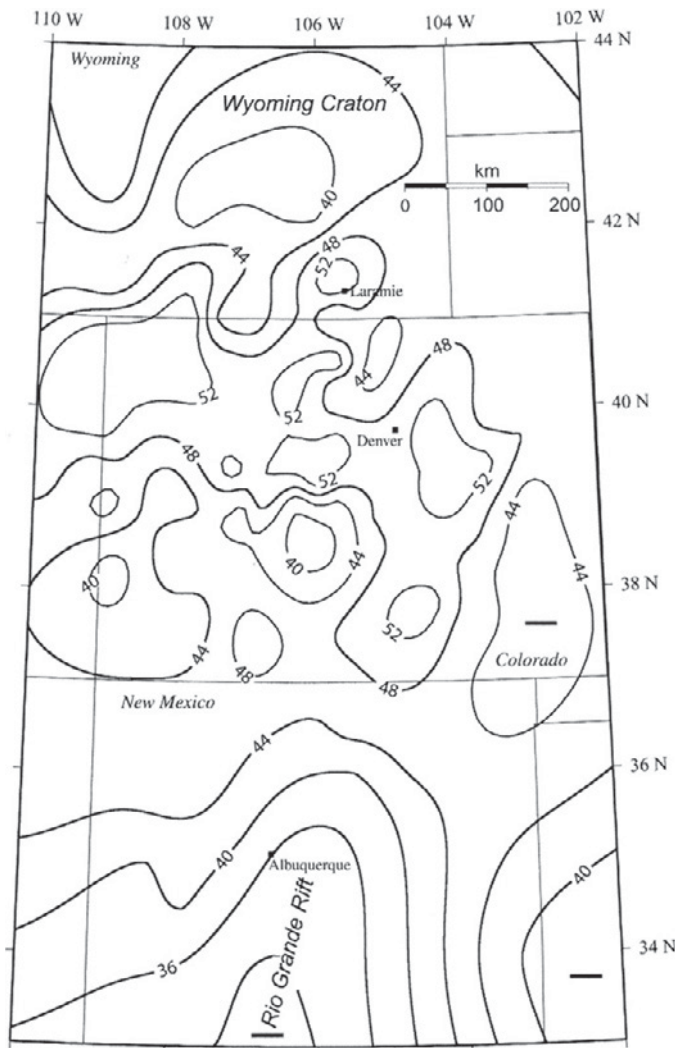 110 W 108 W 106 W 104 W 102 W
44 N
Wyoming
44
Wyoming Craton
km
0 100 200
40
42 N
44
48
52
Laramie
48
44
52
52
40 N
Denver
48
52
52
44
44
40
40
44
38 N
52
44
48
48
Colorado
New Mexico
44
36 N
40
40
Albuquerque
Rio Grande Rift
36
34 N